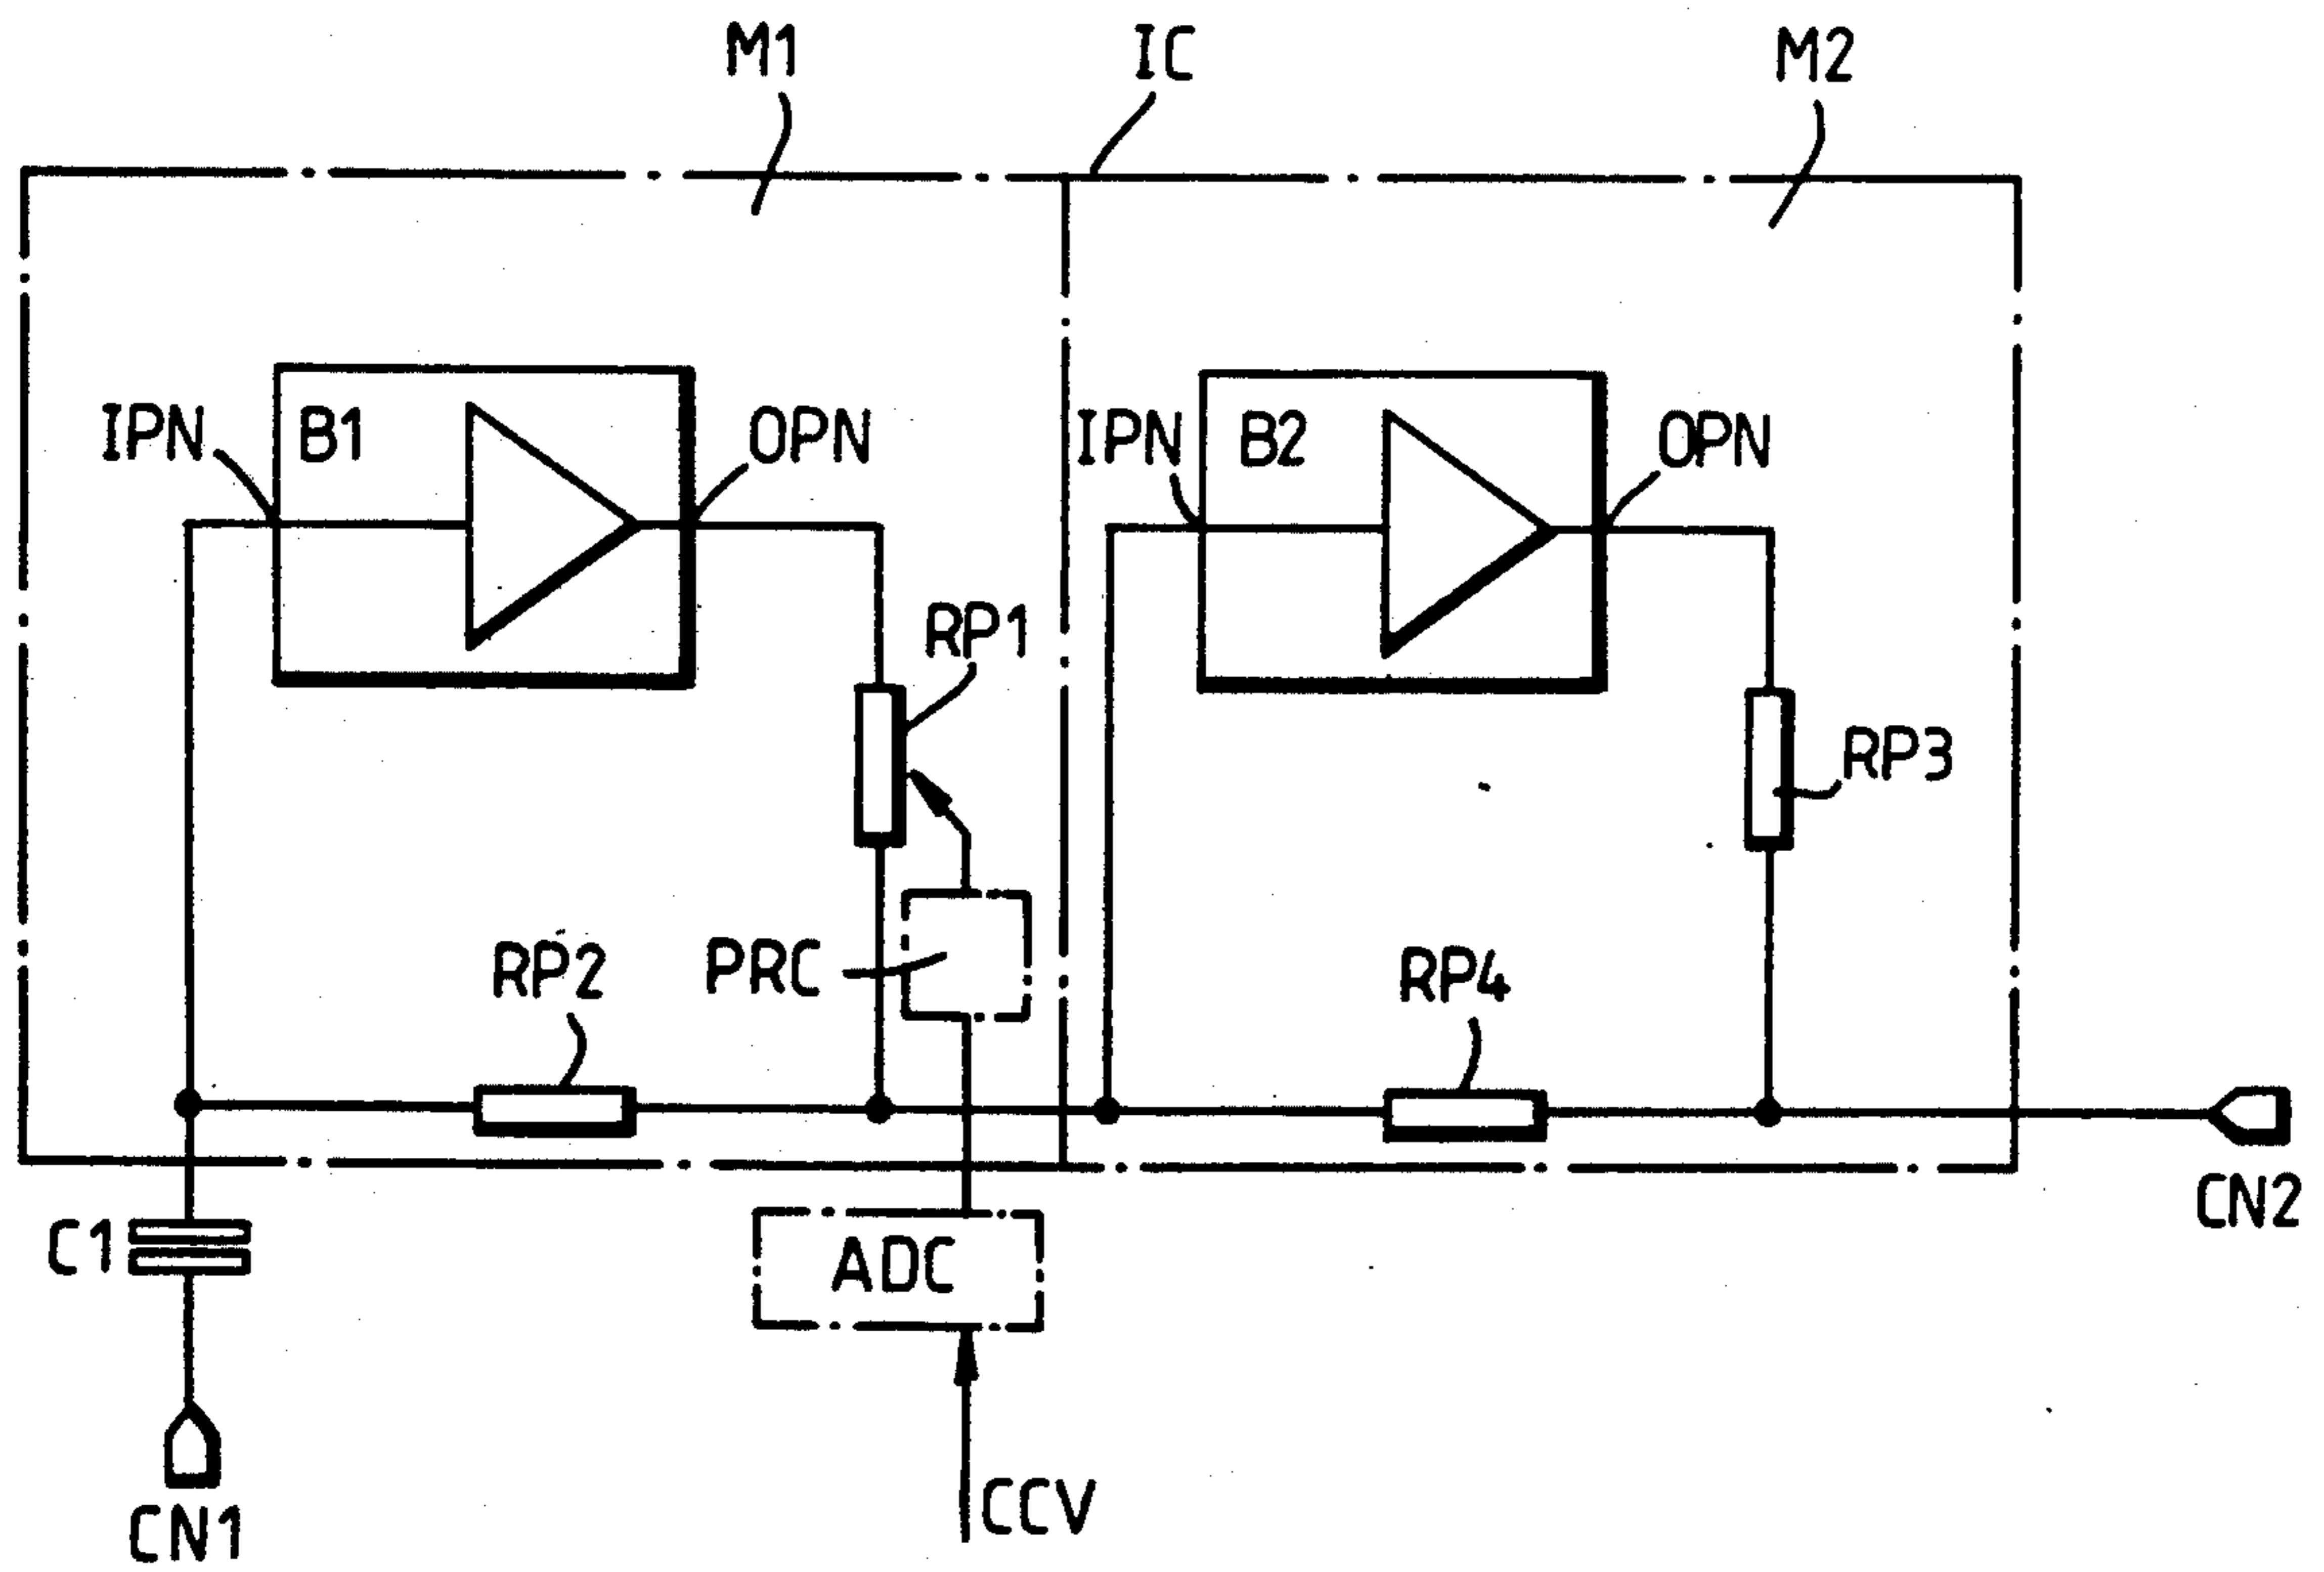 M1
IC
M2
IPN
B1
OPN
IPN
B2
OPN
RP1
RP3
RP2
PRC
RP4
C1
ADC
CN2
CCV
CN1